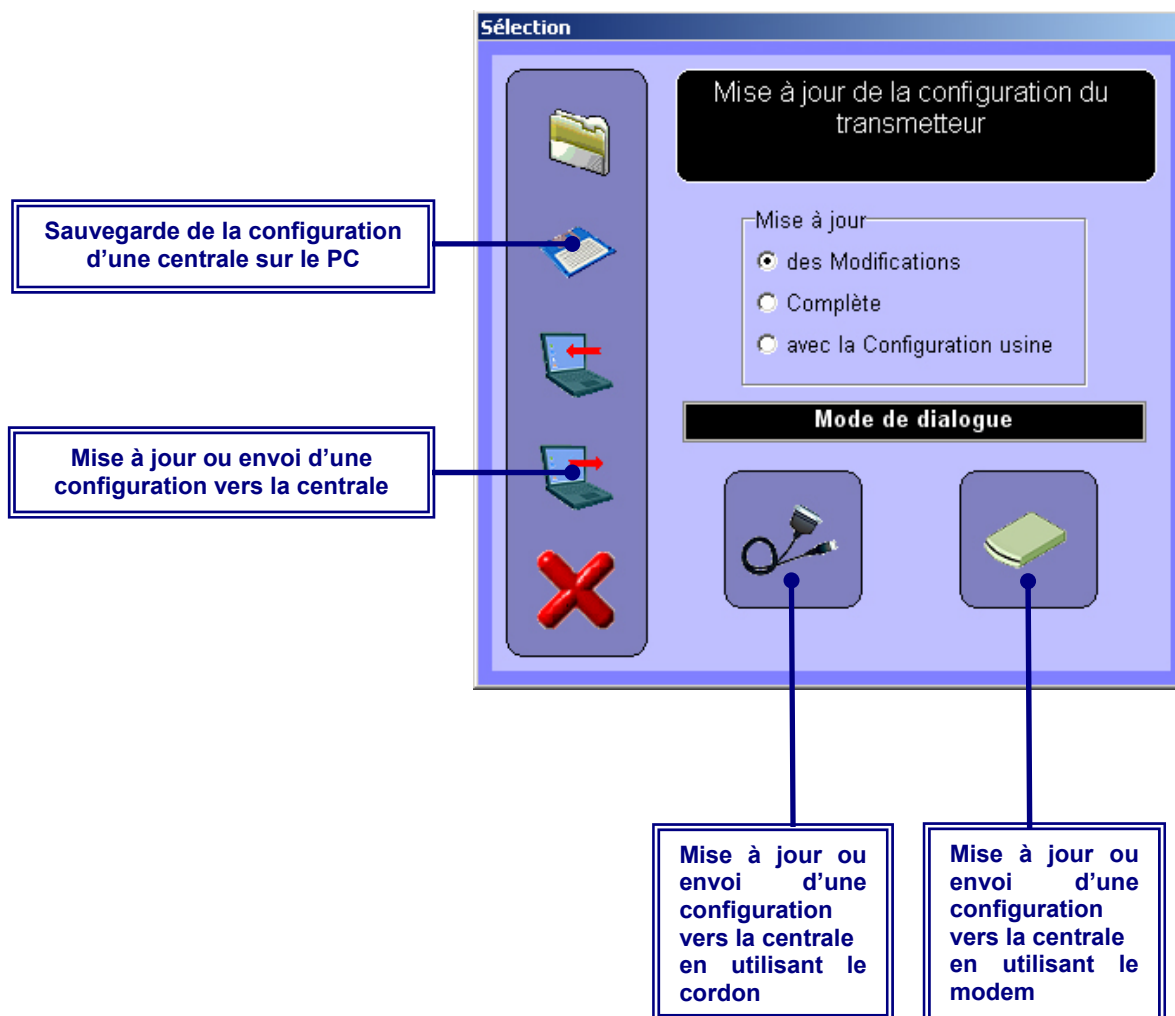 Sélection
Mise à jour de la configuration du
transmetteur
Sauvegarde de la configuration
d’une centrale sur le PC
Mise à jour
des Modifications
Complète
avec la Configuration usine
Mode de dialogue
Mise à jour ou envoi d’une
configuration vers la centrale
Mise à jour ou
envoi d’une
configuration
vers la centrale
en utilisant le
cordon
Mise à jour ou
envoi d’une
configuration
vers la centrale
en utilisant le
modem